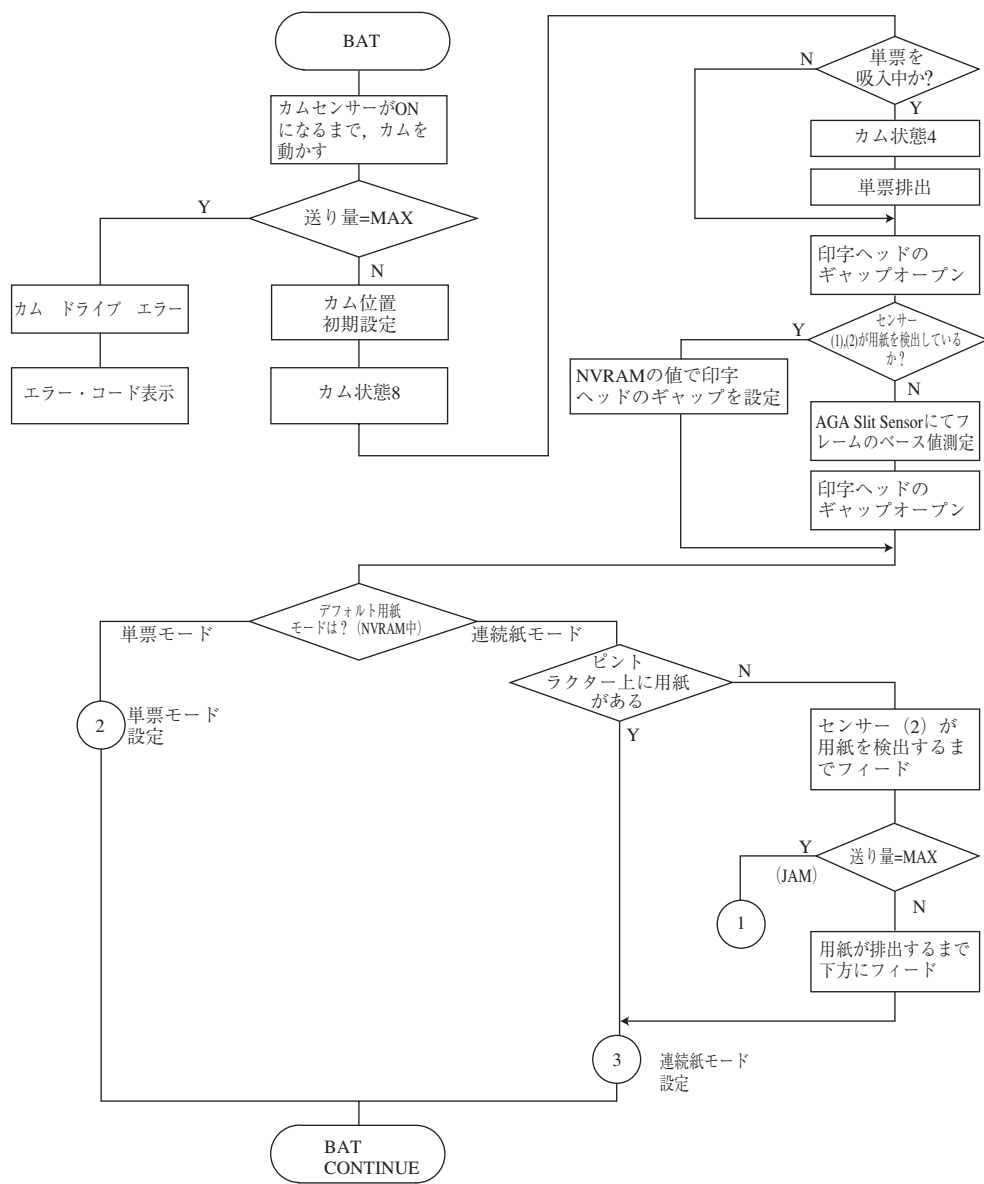 BAT
カムセンサーがON
になるまで，カムを
動かす
送り量=MAX
Y
N
カム　ドライブ　エラー
エラー・コード表示
カム位置
初期設定
カム状態8
単票を
吸入中か?
N
Y
カム状態4
単票排出
印字ヘッドの
ギャップオープン
センサー
(1),(2)が用紙を検出している
か？
Y
N
NVRAMの値で印字
ヘッドのギャップを設定
AGA Slit Sensorにてフ
レームのベース値測定
印字ヘッドの
ギャップオープン
デフォルト用紙
モードは？（NVRAM中）
単票モード
連続紙モード
2
単票モード
設定
ピント
ラクター上に用紙
がある
N
Y
センサー（2）が
用紙を検出するま
でフィード
送り量=MAX
Y
(JAM)
N
1
用紙が排出するまで
下方にフィード
3
連続紙モード
設定
BAT
CONTINUE